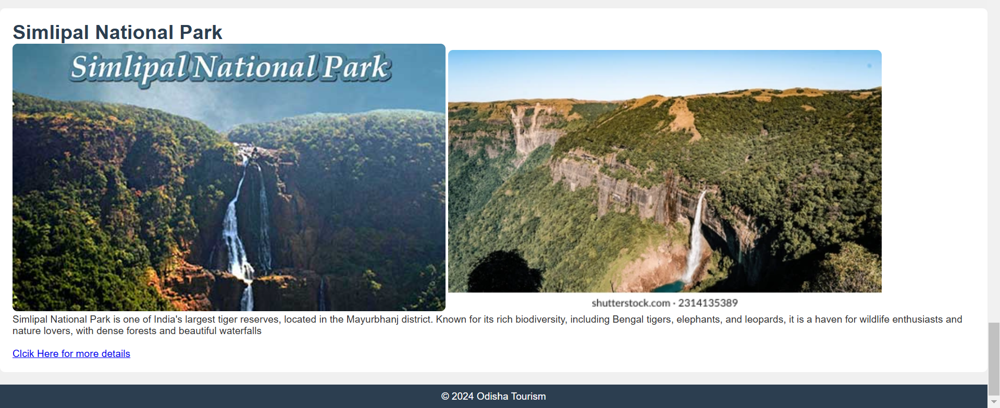 Simlipal National Park
Simlipal National Park
shutterstock.com · 2314135389
Simlipal National Park is one of India's largest tiger reserves, located in the Mayurbhanj district. Known for its rich biodiversity, including Bengal tigers, elephants, and leopards, it is a haven for wildlife enthusiasts and
nature lovers, with dense forests and beautiful waterfalls
Clcik Here for more details
© 2024 Odisha Tourism